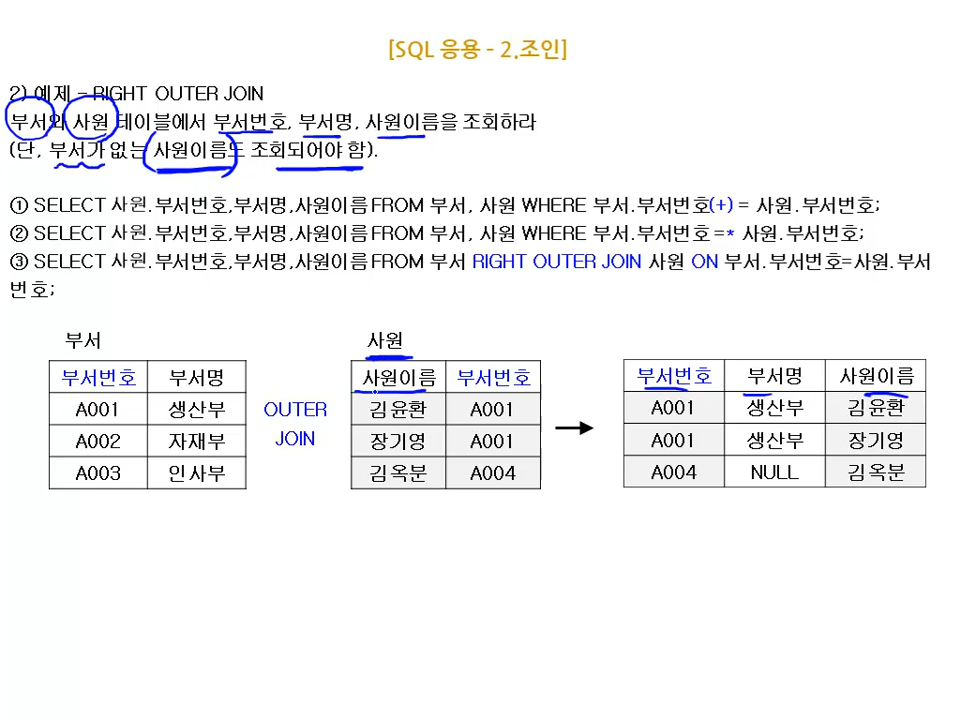 [SQL 응용 - 2.조인]
2) 예제 - RIGHT OUTER JOIN
부서와 사원 테이블에서 부서번호, 부서명, 사원이름을 조회하라
(단, 부서가 없는 사원이름도 조회되어야 함).
① SELECT 사원.부서번호,부서명,사원이름 FROM 부서, 사원 WHERE 부서.부서번호(+) = 사원.부서번호;
② SELECT 사원.부서번호,부서명,사원이름 FROM 부서, 사원 WHERE 부서.부서번호 =* 사원.부서번호;
③ SELECT 사원.부서번호,부서명,사원이름 FROM 부서 RIGHT OUTER JOIN 사원 ON 부서.부서번호=사원.부서
번호;
부서
부서번호 부서명
A001 생산부
A002 자재부
A003 인사부
OUTER
JOIN
사원
사원이름 부서번호
김윤환 A001
장기영 A001
김옥분 A004
부서번호 부서명 사원이름
A001 생산부 김윤환
A001 생산부 장기영
A004 NULL 김옥분